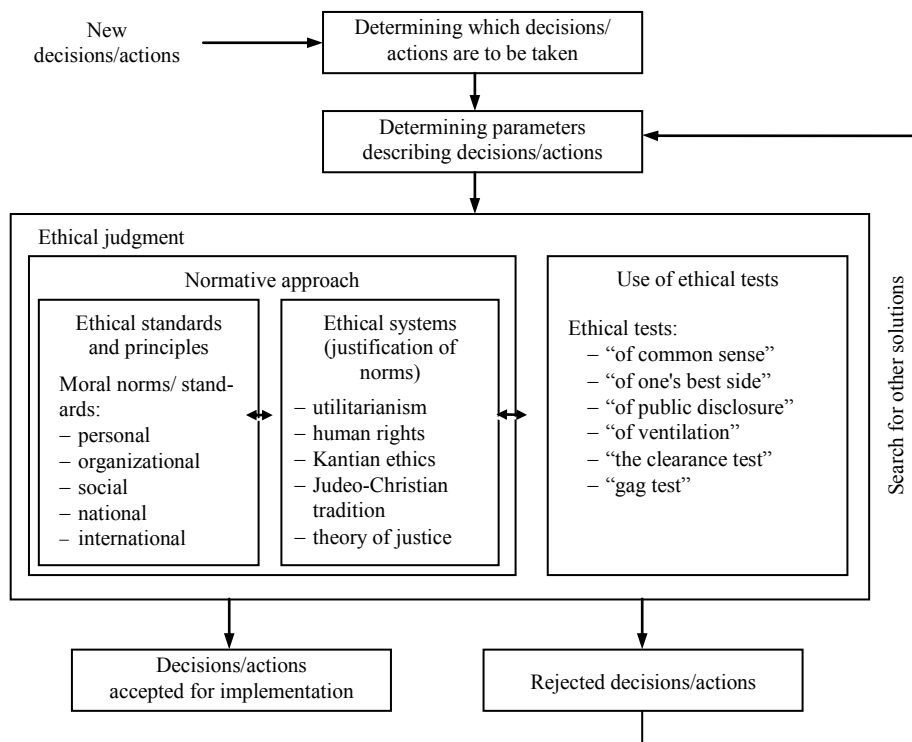 New
decisions/actions
Determining which decisions/
actions are to be taken
Determining parameters
describing decisions/actions
Ethical judgment
Normative approach
Ethical standards
and principles
Moral norms/ stand-
ards:
– personal
– organizational
– social
– national
– international
Ethical systems
(justification of
norms)
– utilitarianism
– human rights
– Kantian ethics
– Judeo-Christian
tradition
– theory of justice
Use of ethical tests
Ethical tests:
– “of common sense”
– “of one's best side”
– “of public disclosure”
– “of ventilation”
– “the clearance test”
– “gag test”
Search for other solutions
Decisions/actions
accepted for implementation
Rejected decisions/actions